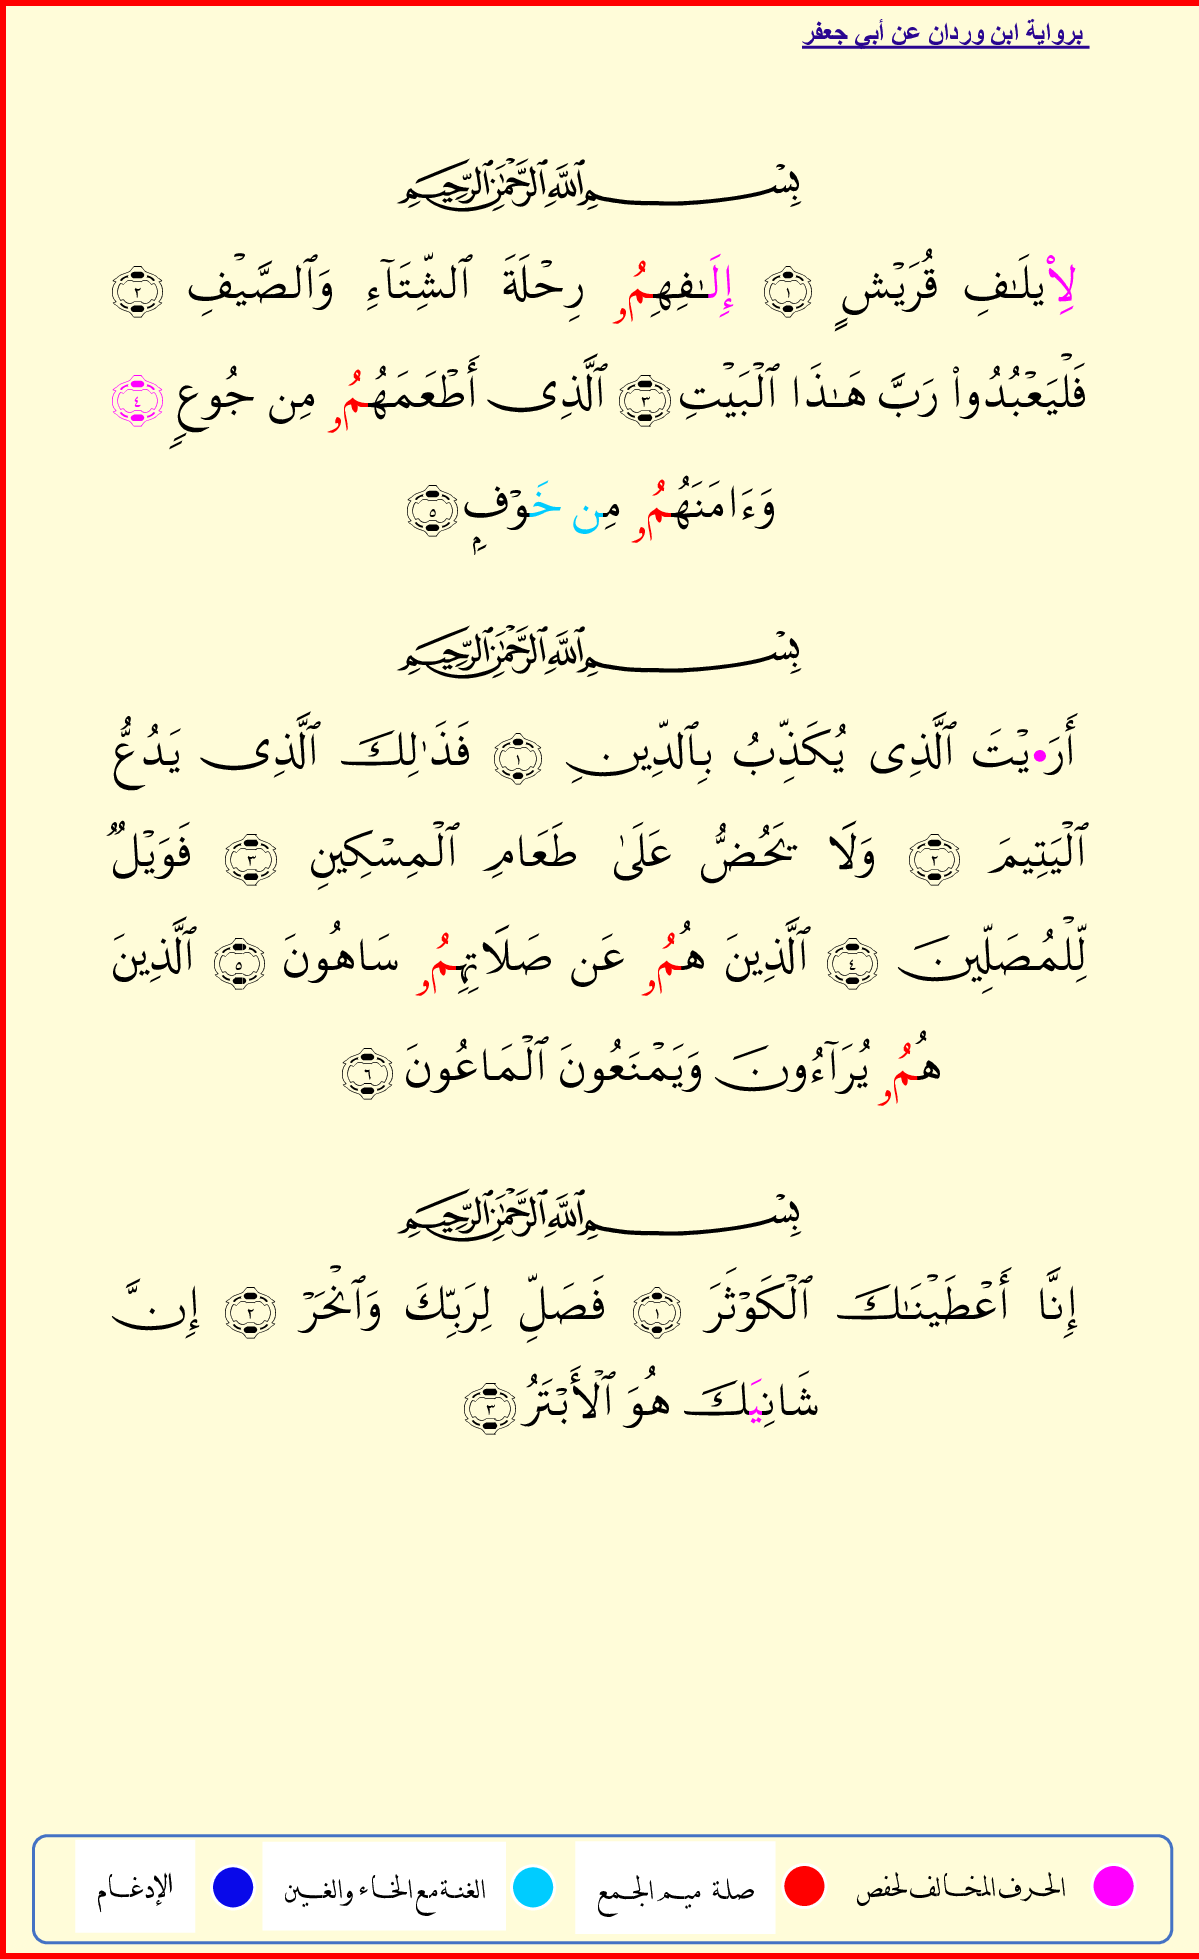 برواية ابن وردان عن أبي جعفر
بِسْمِ ٱللَّهِ ٱلرَّحْمَٰنِ ٱلرَّحِيمِ
لِاْيلَٰفِ قُرَيْشٍ ١ إِلَٰفِهِمُۥ رِحْلَةَ ٱلشِّتَآءِ وَٱلصَّيْفِ ٢
فَلْيَعْبُدُواْ رَبَّ هَٰذَا ٱلْبَيْتِ ٣ ٱلَّذِى أَطْعَمَهُمُۥ مِن جُوعٍ ٤
وَءَامَنَهُمُۥ مِن خَوْفٍۭ ٥
بِسْمِ ٱللَّهِ ٱلرَّحْمَٰنِ ٱلرَّحِيمِ
أَرَ•يْتَ ٱلَّذِى يُكَذِّبُ بِٱلدِّينِ ١ فَذَٰلِكَ ٱلَّذِى يَدُعُّ
ٱلْيَتِيمَ ٢ وَلَا يَحُضُّ عَلَىٰ طَعَامِ ٱلْمِسْكِينِ ٣ فَوَيْلٌ
لِّلْمُصَلِّينَ ٤ ٱلَّذِينَ هُمُۥ عَن صَلَاتِهِمُۥ سَاهُونَ ٥ ٱلَّذِينَ
هُمُۥ يُرَآءُونَ وَيَمْنَعُونَ ٱلْمَاعُونَ ٦
بِسْمِ ٱللَّهِ ٱلرَّحْمَٰنِ ٱلرَّحِيمِ
إِنَّا أَعْطَيْنَٰكَ ٱلْكَوْثَرَ ١ فَصَلِّ لِرَبِّكَ وَٱنْحَرْ ٢ إِنَّ
شَانِيَكَ هُوَ ٱلْأَبْتَرُ ٣
الحرف المخالف لحفص صلة ميم الجمع الغنة مع الخاء والغين الإدغام